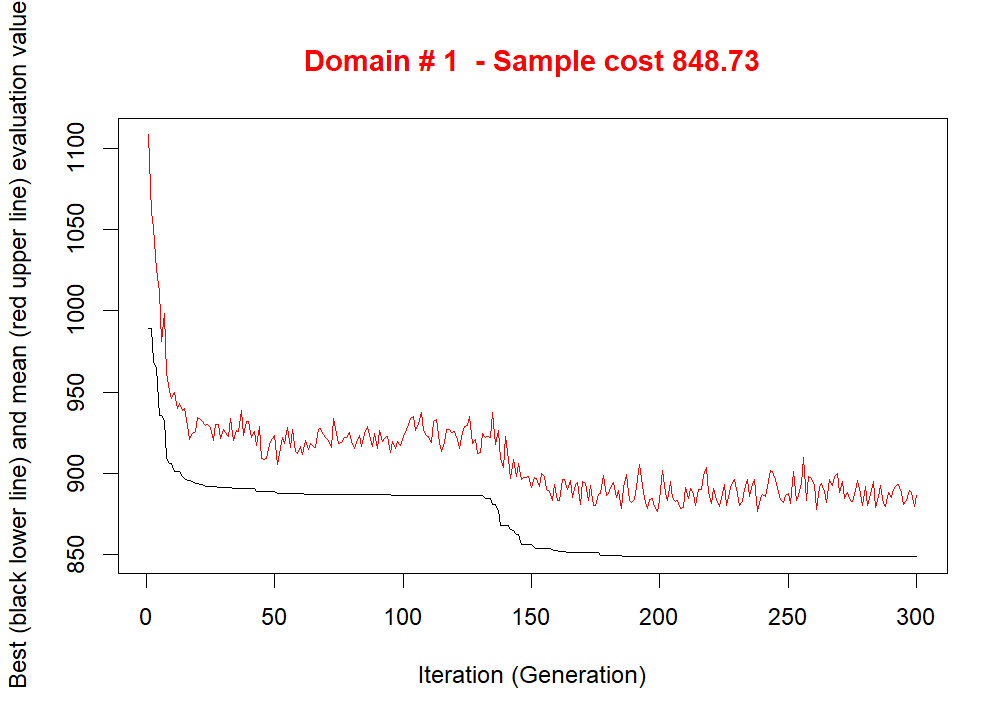 Domain # 1  - Sample cost 848.73
Best (black lower line) and mean (red upper line) evaluation value
1100
1050
1000
950
900
850
0 50 100 150 200 250 300
Iteration (Generation)